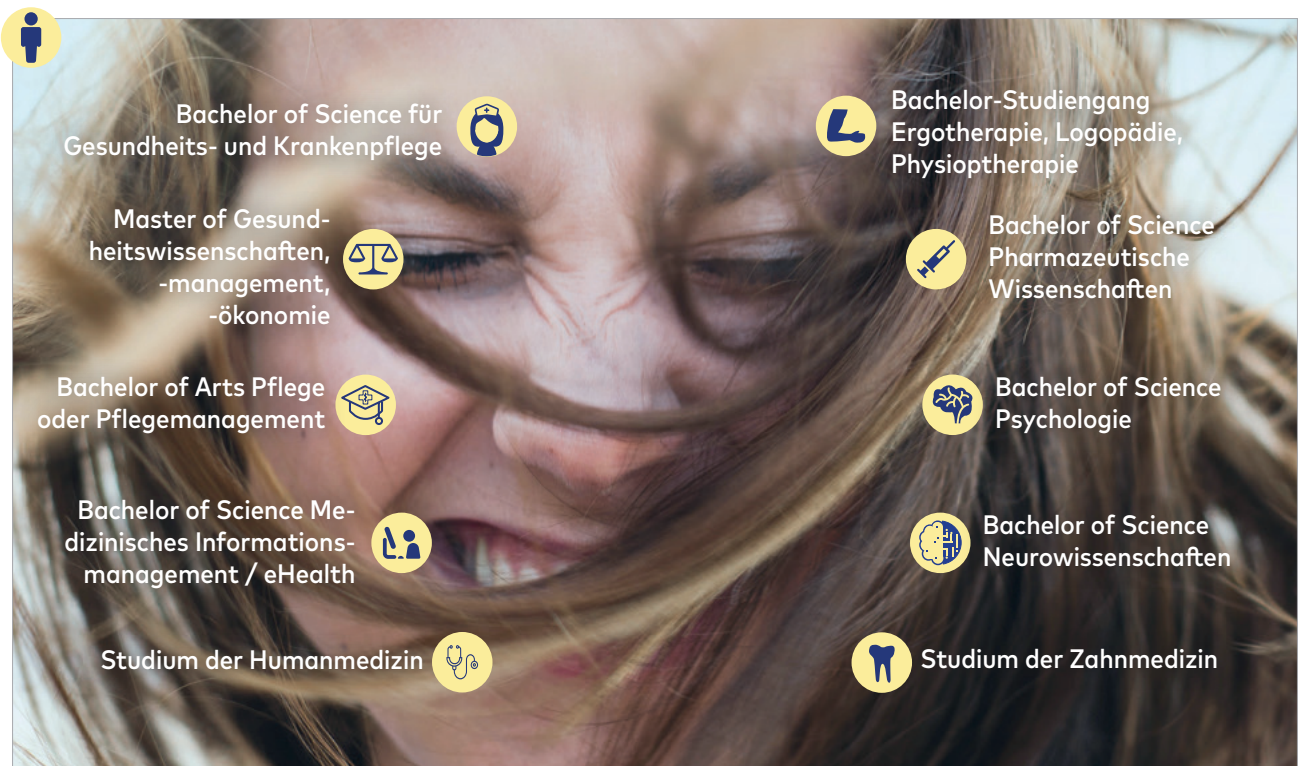 Bachelor of Science für
Gesundheits- und Krankenpflege
Master of Gesund-
heitswissenschaften,
-management,
-ökonomie
Bachelor of Arts Pflege
oder Pflegemanagement
Bachelor of Science Me-
dizinisches Informations-
management / eHealth
Studium der Humanmedizin
Bachelor-Studiengang
Ergotherapie, Logopädie,
Physioptherapie
Bachelor of Science
Pharmazeutische
Wissenschaften
Bachelor of Science
Psychologie
Bachelor of Science
Neurowissenschaften
Studium der Zahnmedizin